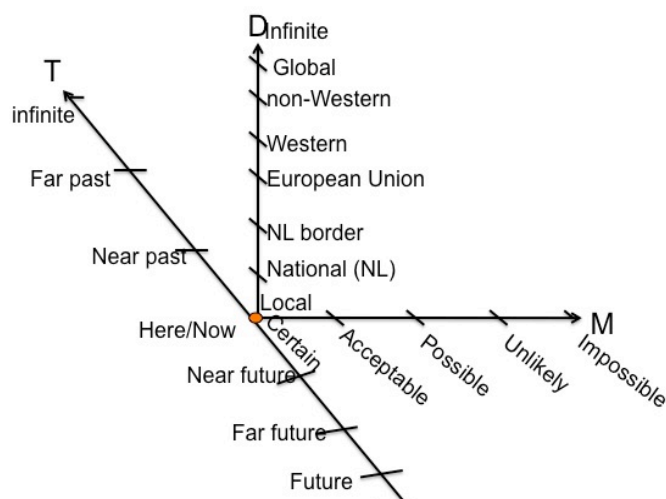 D Infinite
Global
T
non-Western
infinite
Western
Far past
European Union
NL border
Near past
National (NL)
Local
Here/Now
M
Certain
Acceptable
Possible
Unlikely
Impossible
Near future
Far future
Future